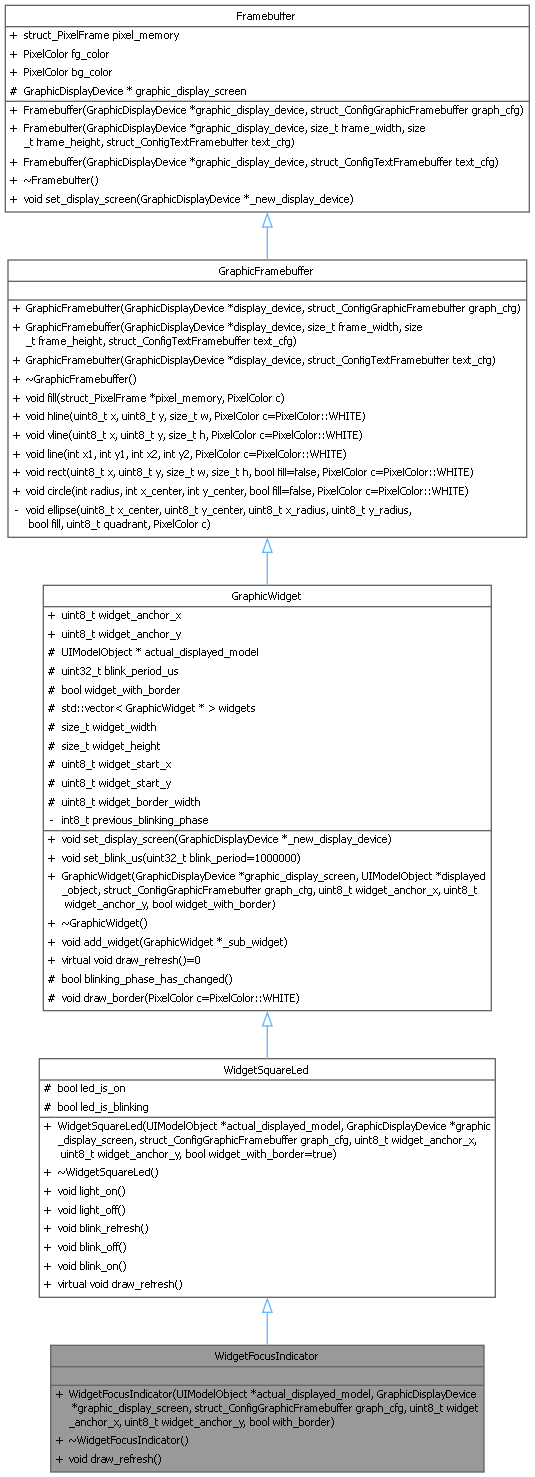 Framebuffer
+ struct_PixelFrame pixel_memory
+ PixelColor fg_color
+ PixelColor bg_color
# GraphicDisplayDevice * graphic_display_screen
+ Framebuffer(GraphicDisplayDevice *graphic_display_device, struct_ConfigGraphicFramebuffer graph_cfg)
+ Framebuffer(GraphicDisplayDevice *graphic_display_device, size_t frame_width, size
_t frame_height, struct_ConfigTextFramebuffer text_cfg)
+ Framebuffer(GraphicDisplayDevice *graphic_display_device, struct_ConfigTextFramebuffer text_cfg)
+ ~Framebuffer()
+ void set_display_screen(GraphicDisplayDevice *_new_display_device)
GraphicFramebuffer
+ GraphicFramebuffer(GraphicDisplayDevice *display_device, struct_ConfigGraphicFramebuffer graph_cfg)
+ GraphicFramebuffer(GraphicDisplayDevice *display_device, size_t frame_width, size
_t frame_height, struct_ConfigTextFramebuffer text_cfg)
+ GraphicFramebuffer(GraphicDisplayDevice *display_device, struct_ConfigTextFramebuffer text_cfg)
+ ~GraphicFramebuffer()
+ void fill(struct_PixelFrame *pixel_memory, PixelColor c)
+ void hline(uint8_t x, uint8_t y, size_t w, PixelColor c=PixelColor::WHITE)
+ void vline(uint8_t x, uint8_t y, size_t h, PixelColor c=PixelColor::WHITE)
+ void line(int x1, int y1, int x2, int y2, PixelColor c=PixelColor::WHITE)
+ void rect(uint8_t x, uint8_t y, size_t w, size_t h, bool fill=false, PixelColor c=PixelColor::WHITE)
+ void circle(int radius, int x_center, int y_center, bool fill=false, PixelColor c=PixelColor::WHITE)
- void ellipse(uint8_t x_center, uint8_t y_center, uint8_t x_radius, uint8_t y_radius,
bool fill, uint8_t quadrant, PixelColor c)
GraphicWidget
+ uint8_t widget_anchor_x
+ uint8_t widget_anchor_y
# UIModelObject * actual_displayed_model
# uint32_t blink_period_us
# bool widget_with_border
# std::vector< GraphicWidget * > widgets
# size_t widget_width
# size_t widget_height
# uint8_t widget_start_x
# uint8_t widget_start_y
# uint8_t widget_border_width
- int8_t previous_blinking_phase
+ void set_display_screen(GraphicDisplayDevice *_new_display_device)
+ void set_blink_us(uint32_t blink_period=1000000)
+ GraphicWidget(GraphicDisplayDevice *graphic_display_screen, UIModelObject *displayed
_object, struct_ConfigGraphicFramebuffer graph_cfg, uint8_t widget_anchor_x, uint8_t
widget_anchor_y, bool widget_with_border)
+ ~GraphicWidget()
+ void add_widget(GraphicWidget *_sub_widget)
+ virtual void draw_refresh()=0
# bool blinking_phase_has_changed()
# void draw_border(PixelColor c=PixelColor::WHITE)
WidgetSquareLed
# bool led_is_on
# bool led_is_blinking
+ WidgetSquareLed(UIModelObject *actual_displayed_model, GraphicDisplayDevice *graphic
_display_screen, struct_ConfigGraphicFramebuffer graph_cfg, uint8_t widget_anchor_x,
uint8_t widget_anchor_y, bool widget_with_border=true)
+ ~WidgetSquareLed()
+ void light_on()
+ void light_off()
+ void blink_refresh()
+ void blink_off()
+ void blink_on()
+ virtual void draw_refresh()
WidgetFocusIndicator
+ WidgetFocusIndicator(UIModelObject *actual_displayed_model, GraphicDisplayDevice
*graphic_display_screen, struct_ConfigGraphicFramebuffer graph_cfg, uint8_t widget
_anchor_x, uint8_t widget_anchor_y, bool with_border)
+ ~WidgetFocusIndicator()
+ void draw_refresh()